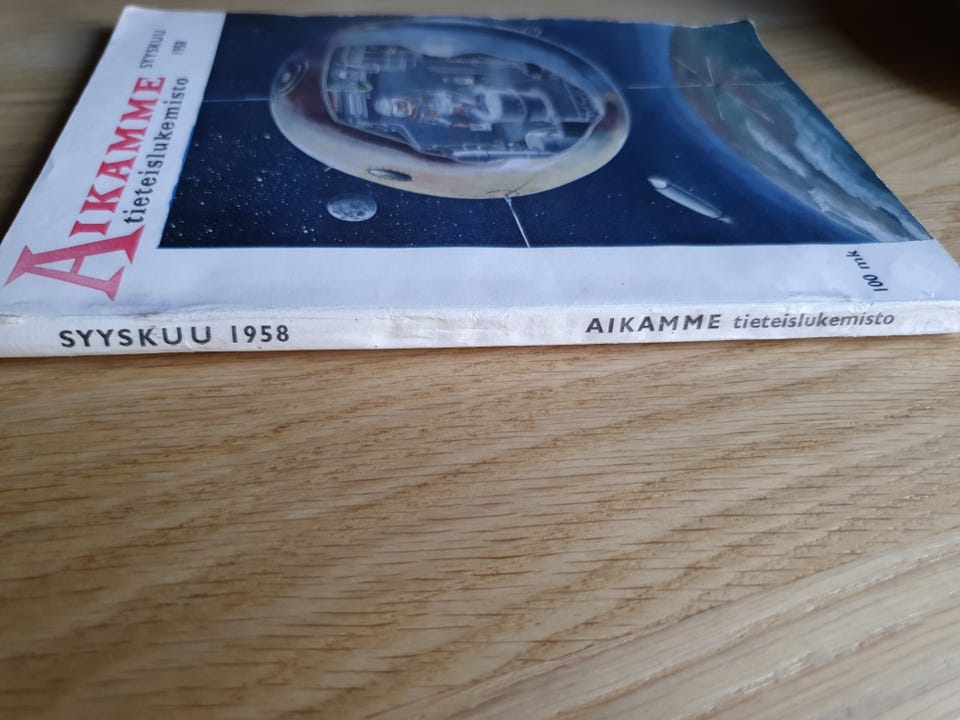 AIKAMME SYYSKUU
tieteislukemisto 1958
100 mk
SYYSKUU 1958 AIKAMME tieteislukemisto